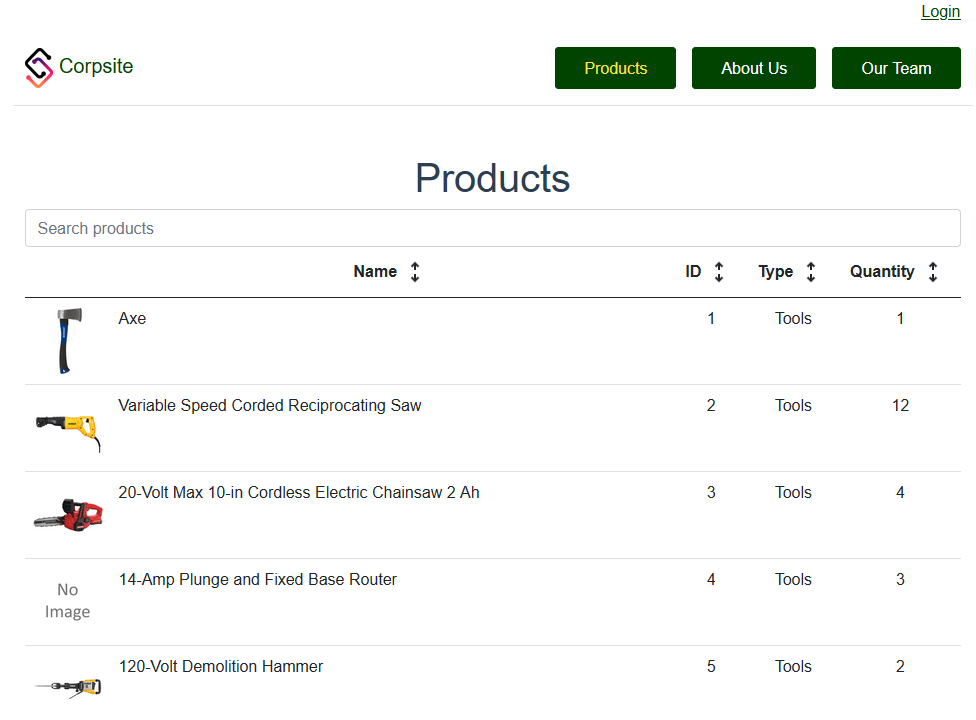 Login
Corpsite
Products About Us Our Team
Products
Search products
Name ID Type Quantity
Axe 1 Tools 1
Variable Speed Corded Reciprocating Saw 2 Tools 12
20-Volt Max 10-in Cordless Electric Chainsaw 2 Ah 3 Tools 4
No
Image
14-Amp Plunge and Fixed Base Router 4 Tools 3
120-Volt Demolition Hammer 5 Tools 2